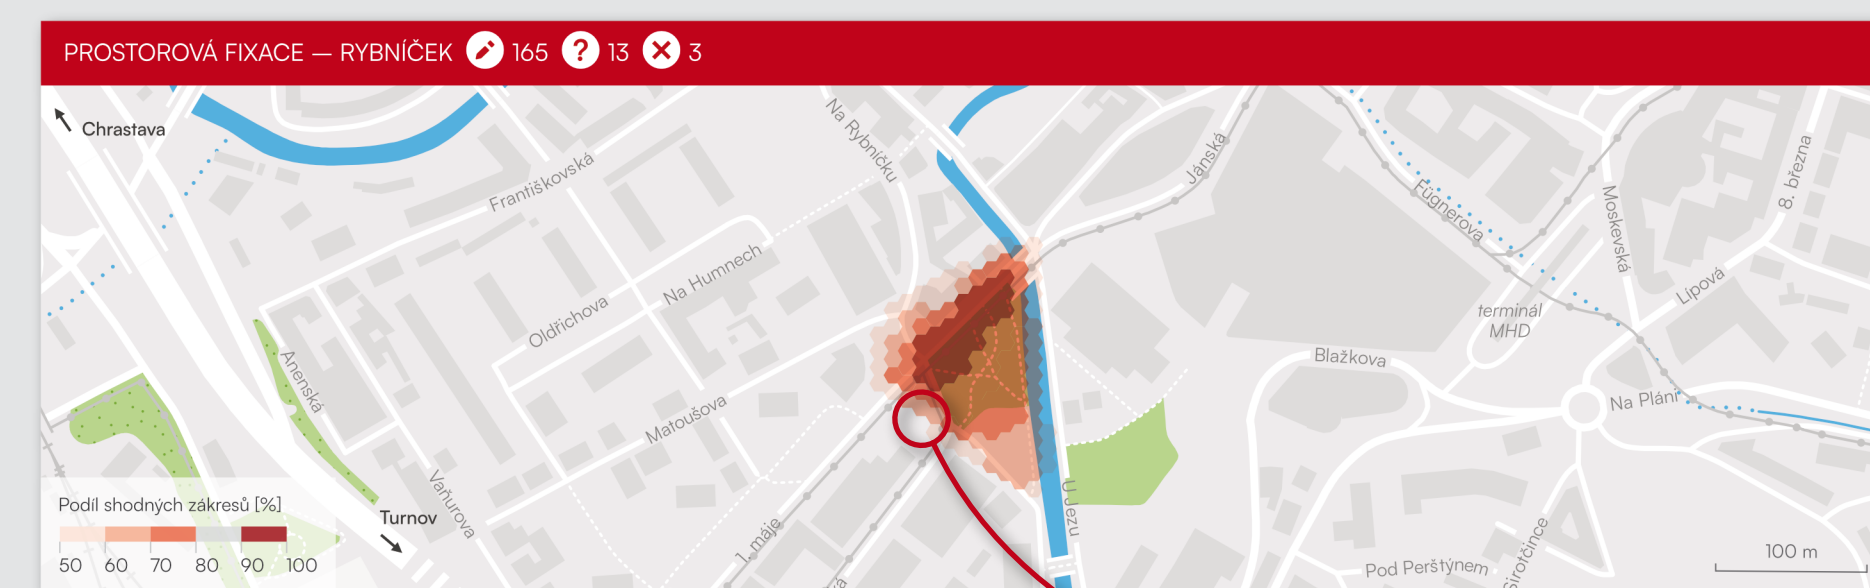 PROSTOROVÁ FIXACE — RYBNÍČEK 165 ? 13 3
Chrastava
Na Rybníčku
Jánská
8. března
Františkovská
Fügnerova
Moskevská
Na Humnech
Lipová
Oldřichova
terminál
MHD
Blažkova
Anenská
Na Pláni
Matoušova
Vaňurova
U Jezu
Podíl shodných zákresů [%]
Turnov
1. máje
50 60 70 80 90 100
100 m
Pod Perštýnem
Širotčince